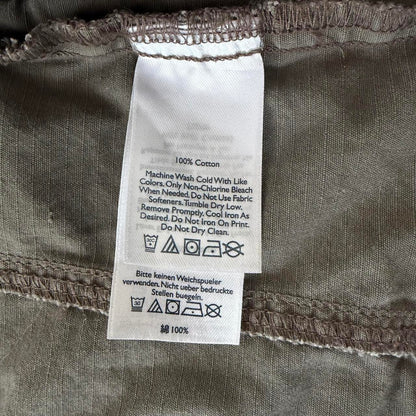 100% Cotton
Machine Wash Cold With Like
Colors. Only Non-Chlorine Bleach
When Needed. Do Not Use Fabric
Softeners. Tumble Dry Low.
Remove Promptly. Cool Iron As
Desired. Do Not Iron On Print.
Do Not Dry Clean.
Bitte keinen Weichspueler
verwenden. Nicht ueber bedruckte
Stellen buegeln.
綿 100%